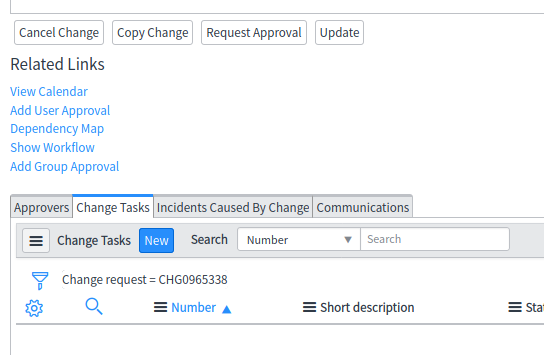 Cancel Change Copy Change Request Approval Update
Related Links
View Calendar
Add User Approval
Dependency Map
Show Workflow
Add Group Approval
Approvers Change Tasks Incidents Caused By Change Communications
Change Tasks New Search Number Search
Change request = CHG0965338
Number Short description Sta